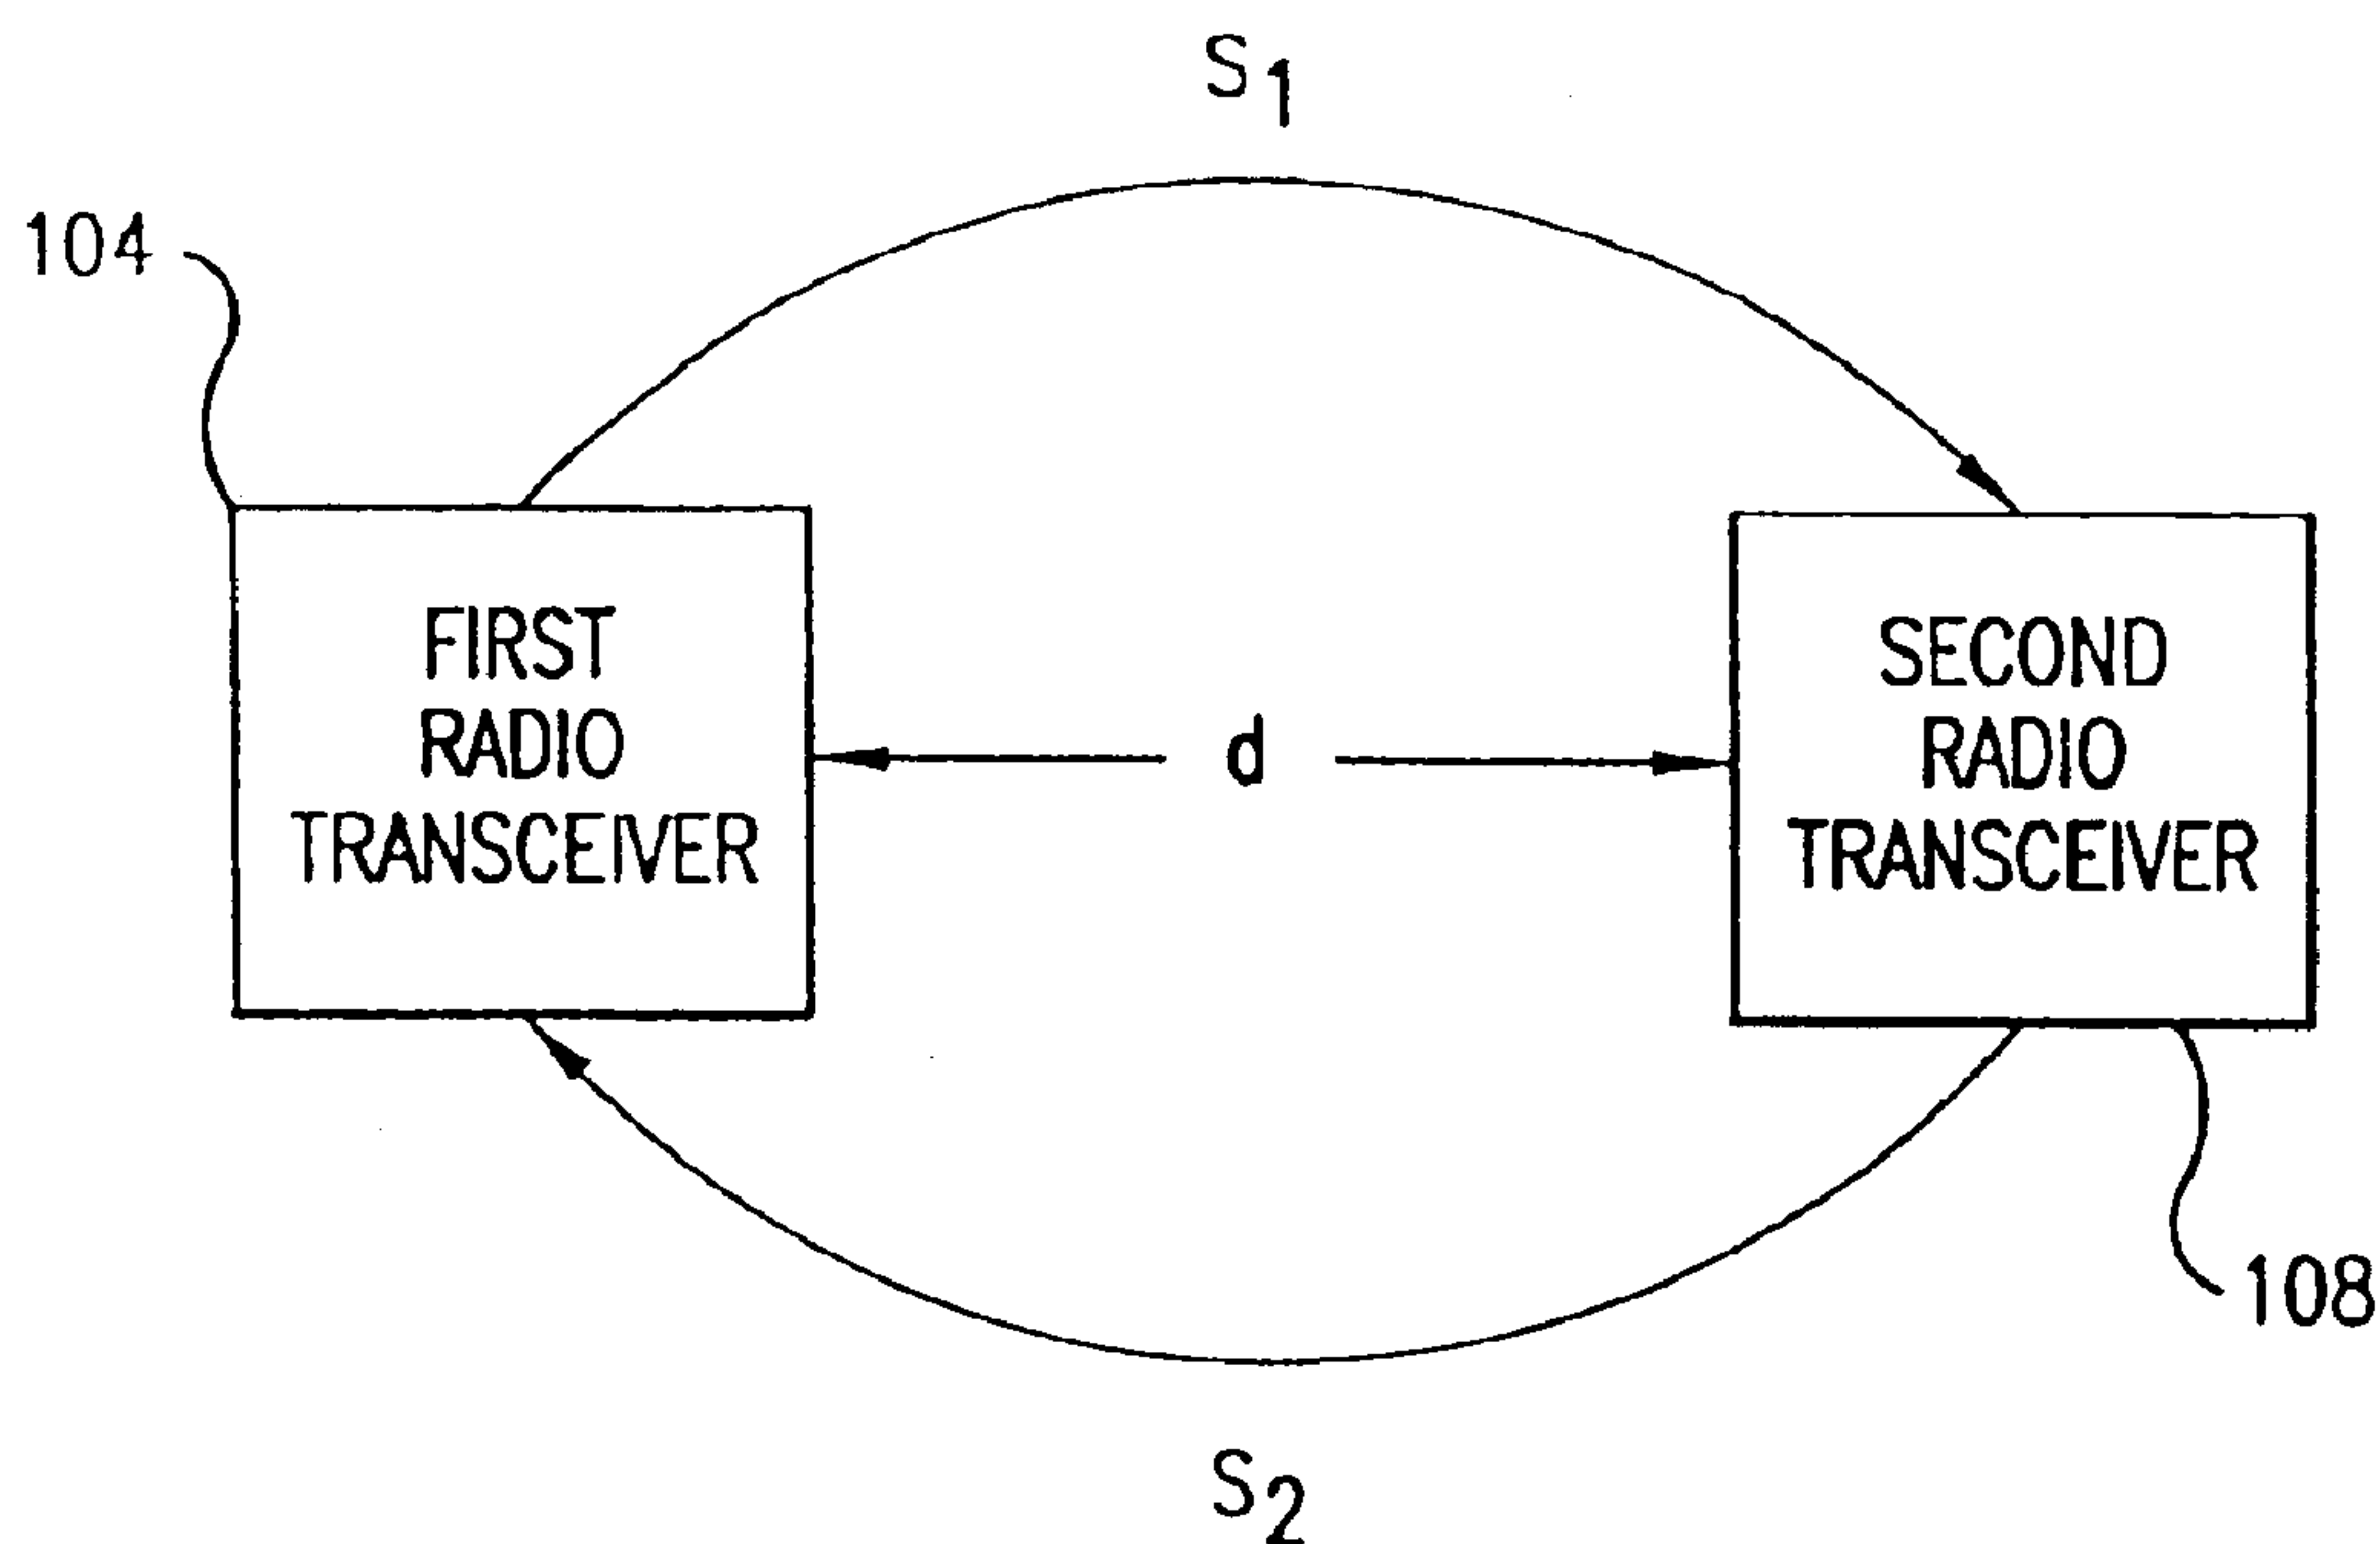 S1
104
FIRST
RADIO
TRANSCEIVER
d
SECOND
RADIO
TRANSCEIVER
108
S2